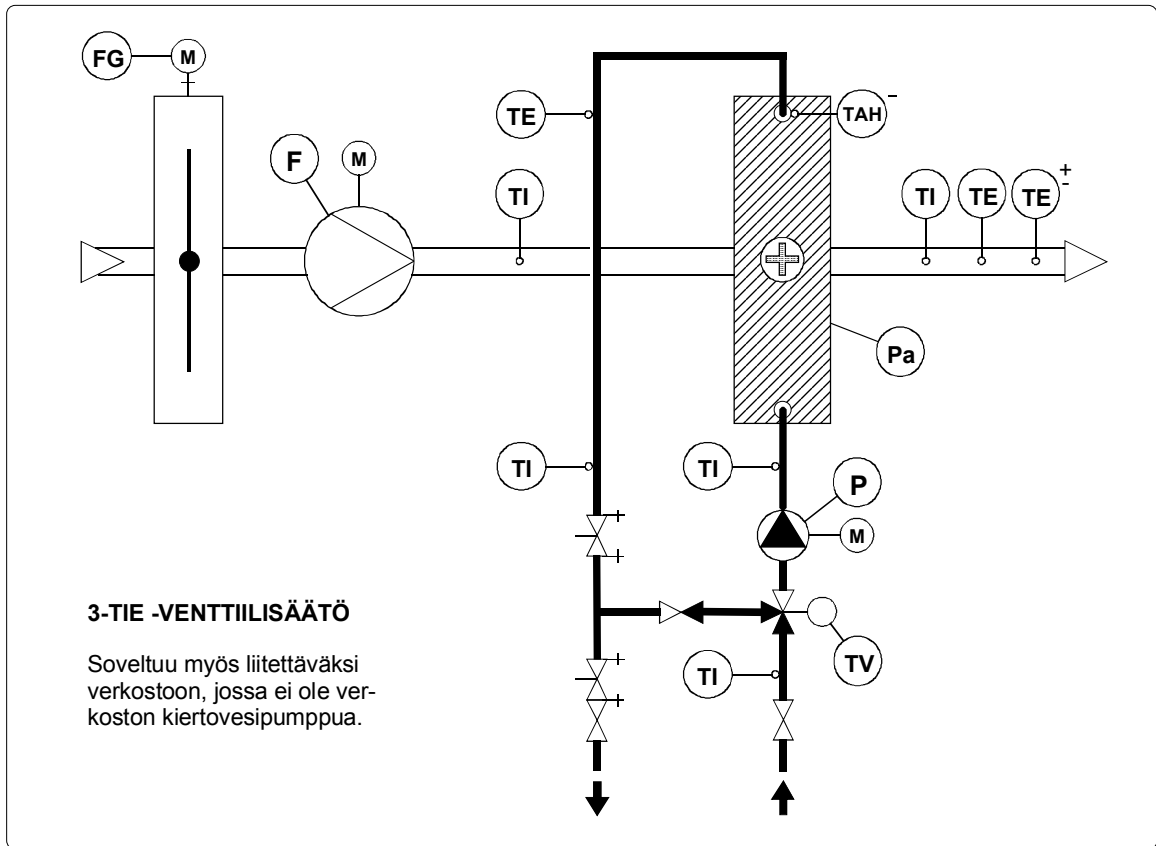 FG
M
TE
TAH
-
F
M
TI
TI
TE
TE
+
-
Pa
TI
TI
P
M
3-TIE -VENTTIILISÄÄTÖ
Soveltuu myös liitettäväksi
verkostoon, jossa ei ole ver-
koston kiertovesipumppua.
TI
TV